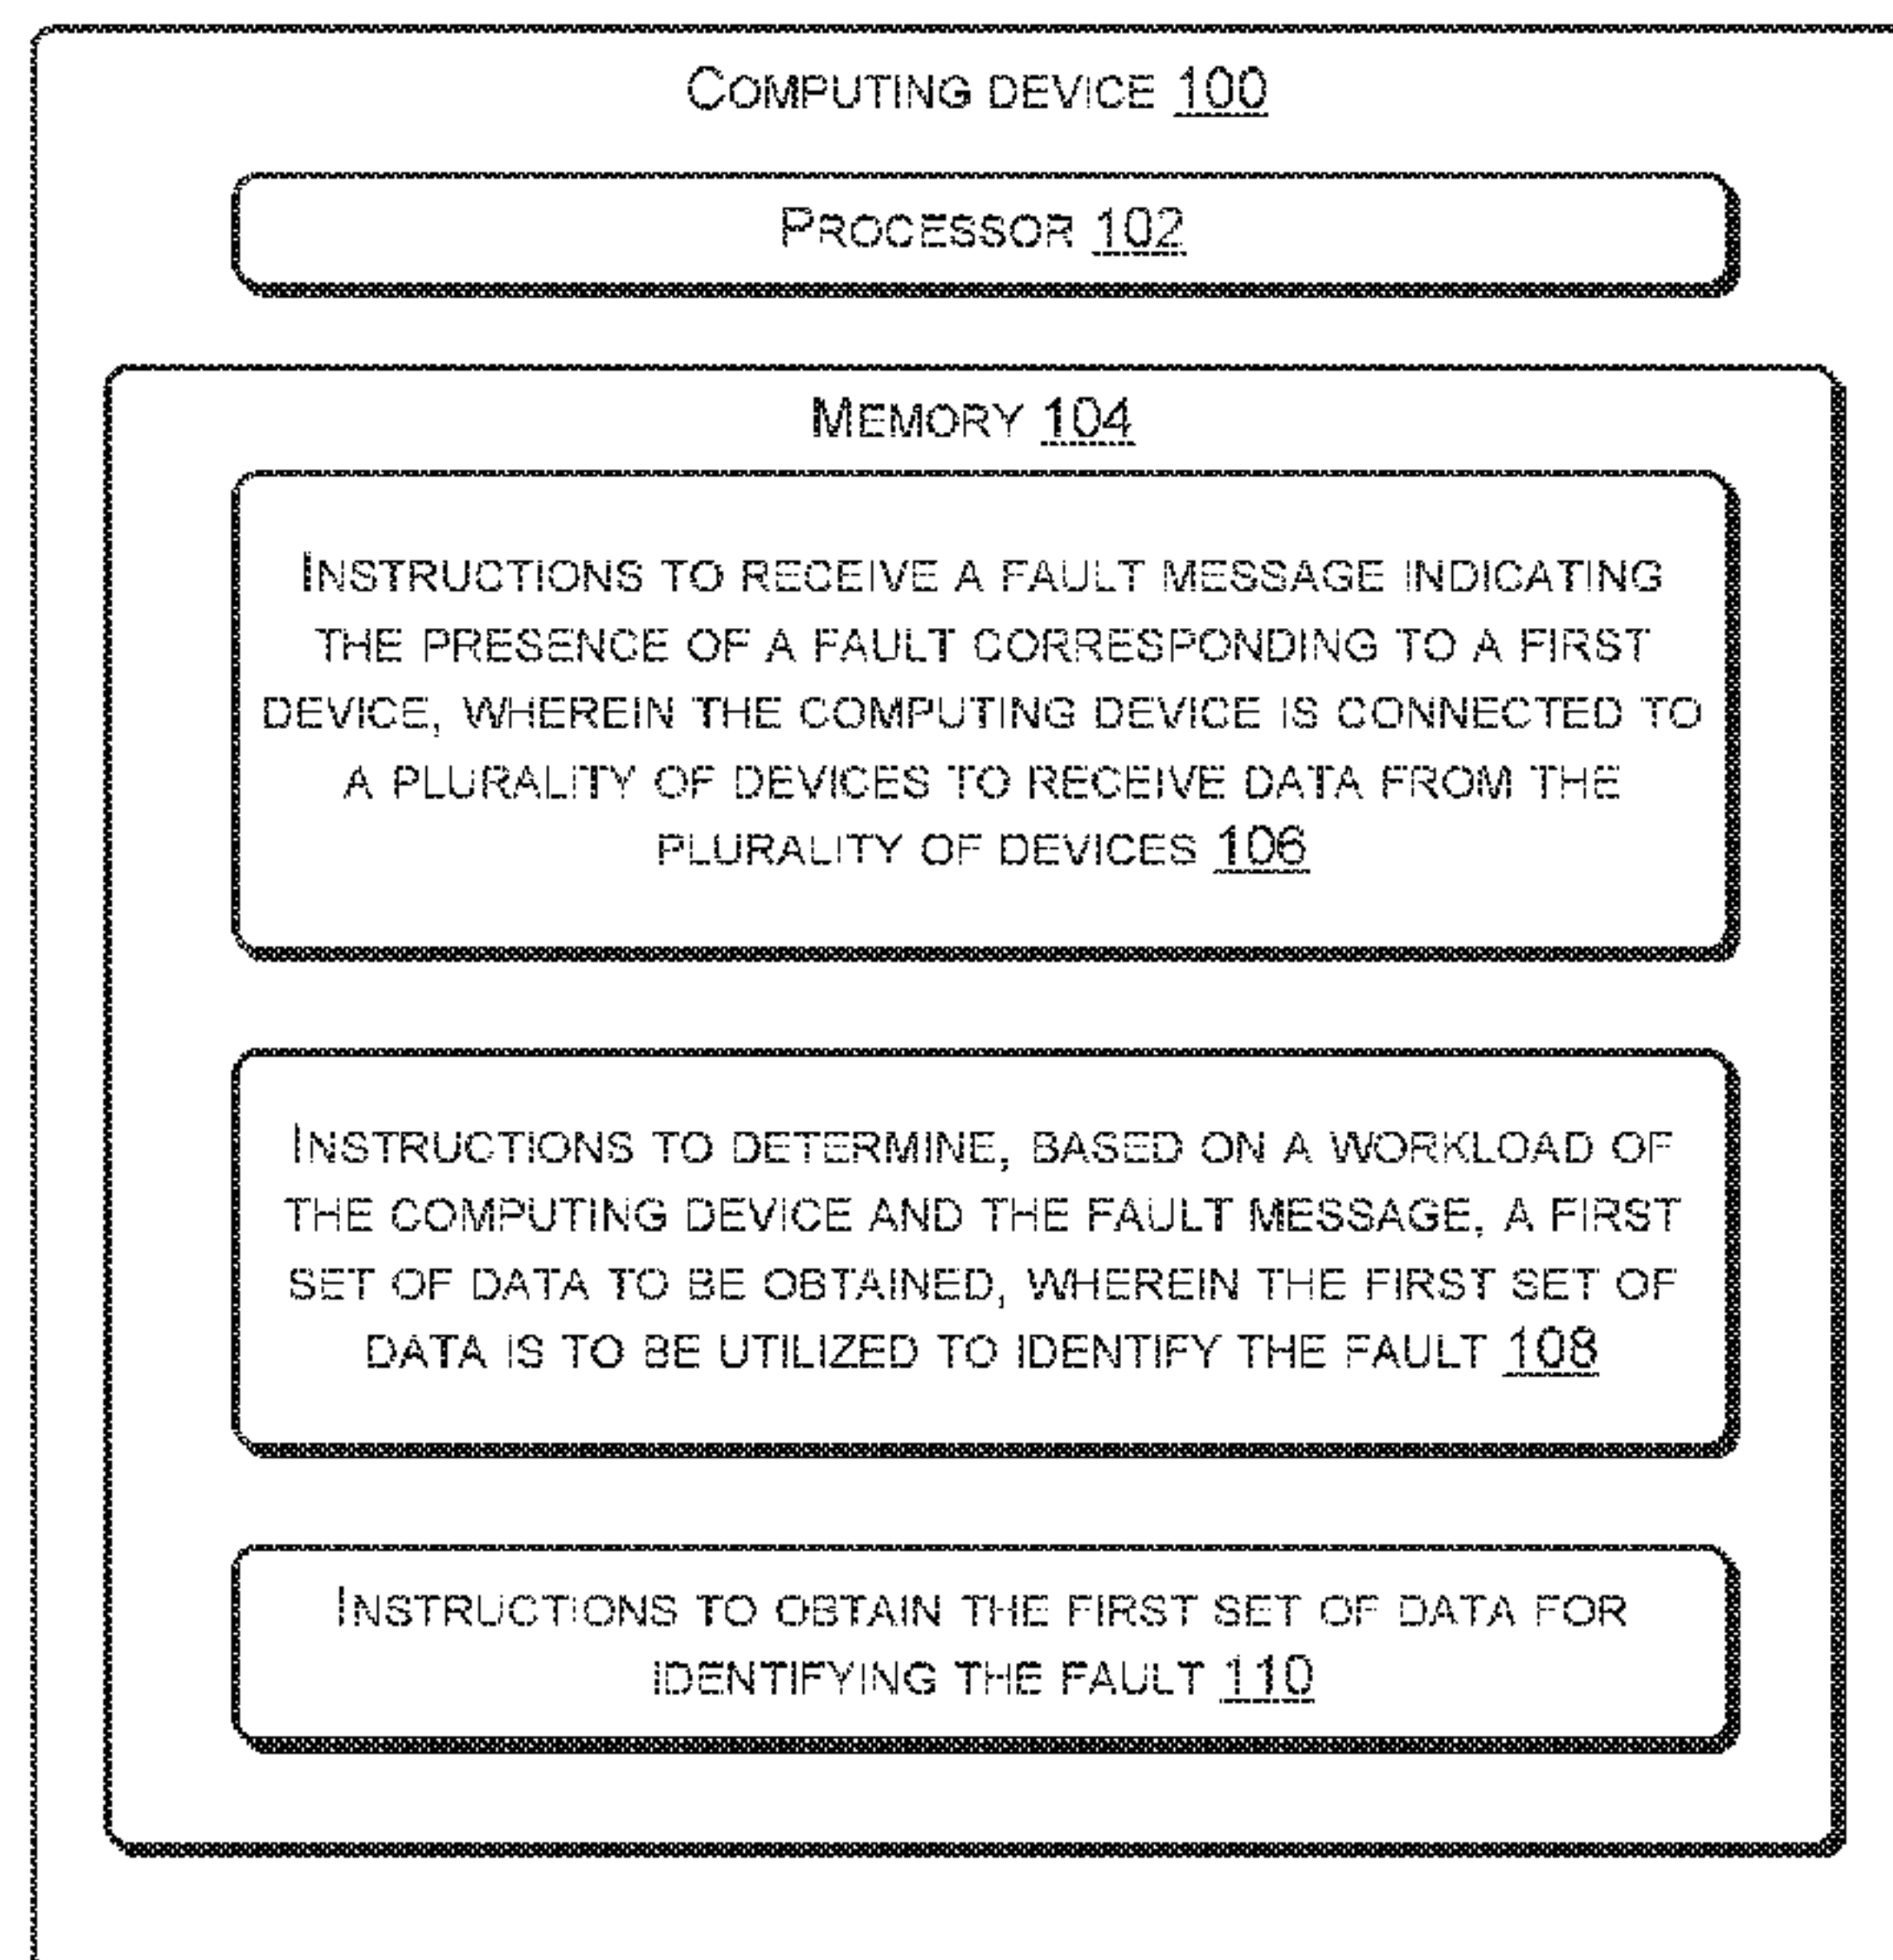 COMPUTING DEVICE 100
PROCESSOR 102
MEMORY 104
INSTRUCTIONS TO RECEIVE A FAULT MESSAGE INDICATING
THE PRESENCE OF A FAULT CORRESPONDING TO A FIRST
DEVICE, WHEREIN THE COMPUTING DEVICE IS CONNECTED TO
A PLURALITY OF DEVICES TO RECEIVE DATA FROM THE
PLURALITY OF DEVICES 106
INSTRUCTIONS TO DETERMINE, BASED ON A WORKLOAD OF
THE COMPUTING DEVICE AND THE FAULT MESSAGE, A FIRST
SET OF DATA TO BE OBTAINED, WHEREIN THE FIRST SET OF
DATA IS TO BE UTILIZED TO IDENTIFY THE FAULT 108
INSTRUCTIONS TO OBTAIN THE FIRST SET OF DATA FOR
IDENTIFYING THE FAULT 110